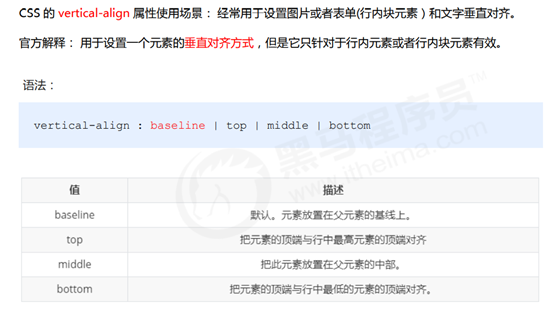 CSS 的 vertical-align 属性使用场景： 经常用于设置图片或者表单(行内块元素）和文字垂直对齐。
官方解释： 用于设置一个元素的垂直对齐方式，但是它只针对于行内元素或者行内块元素有效。
语法：
vertical-align : baseline | top | middle | bottom
值 描述
baseline 默认。元素放置在父元素的基线上。
top 把元素的顶端与行中最高元素的顶端对齐
middle 把此元素放置在父元素的中部。
bottom 把元素的顶端与行中最低的元素的顶端对齐。
黑马程序员™
www.itheima.com